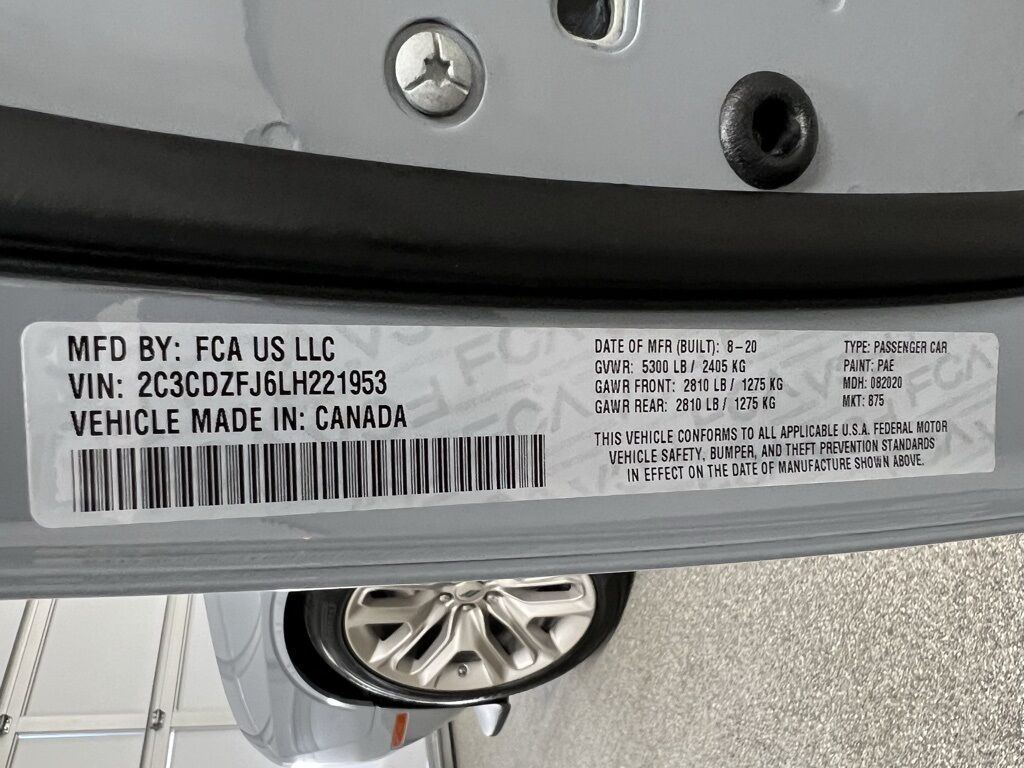 MFD BY: FCA US LLC
VIN: 2C3CDZFJ6LH221953
VEHICLE MADE IN: CANADA
DATE OF MFR (BUILT): 8-20
GVWR: 5300 LB / 2405 KG
GAWR FRONT: 2810 LB / 1275 KG
GAWR REAR: 2810 LB / 1275 KG
TYPE: PASSENGER CAR
PAINT: PAE
MDH: 082020
MKT: 875
THIS VEHICLE CONFORMS TO ALL APPLICABLE U.S.A. FEDERAL MOTOR
VEHICLE SAFETY, BUMPER, AND THEFT PREVENTION STANDARDS
IN EFFECT ON THE DATE OF MANUFACTURE SHOWN ABOVE.